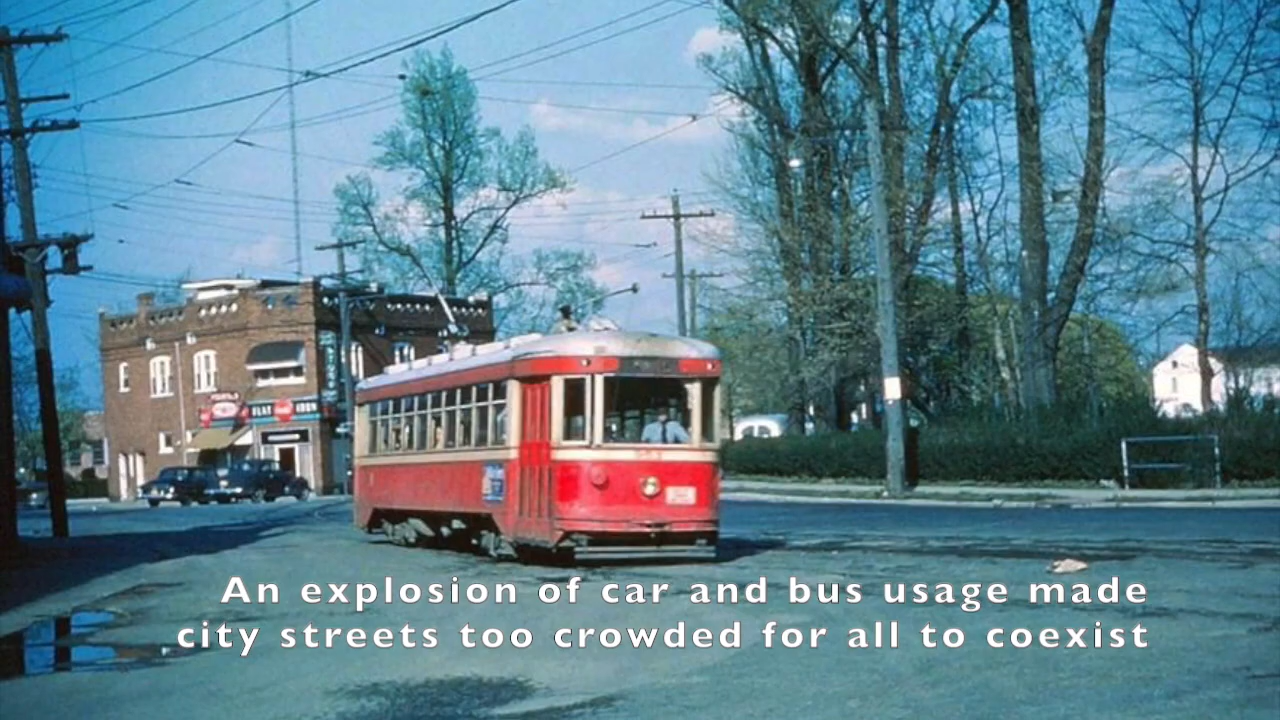 An explosion of car and bus usage made
city streets too crowded for all to coexist